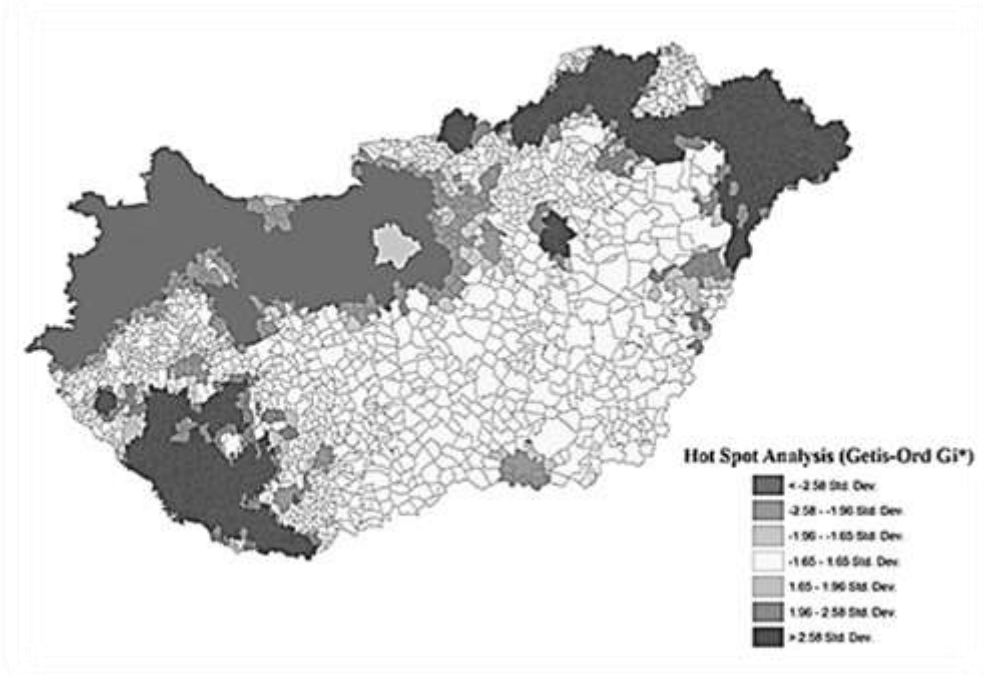 Hot Spot Analysis (Getis-Ord Gi*)
< -2.58 Std. Dev.
-2.58 - -1.96 Std. Dev.
-1.96 - -1.65 Std. Dev.
-1.65 - 1.65 Std. Dev.
1.65 - 1.96 Std. Dev.
1.96 - 2.58 Std. Dev.
> 2.58 Std. Dev.